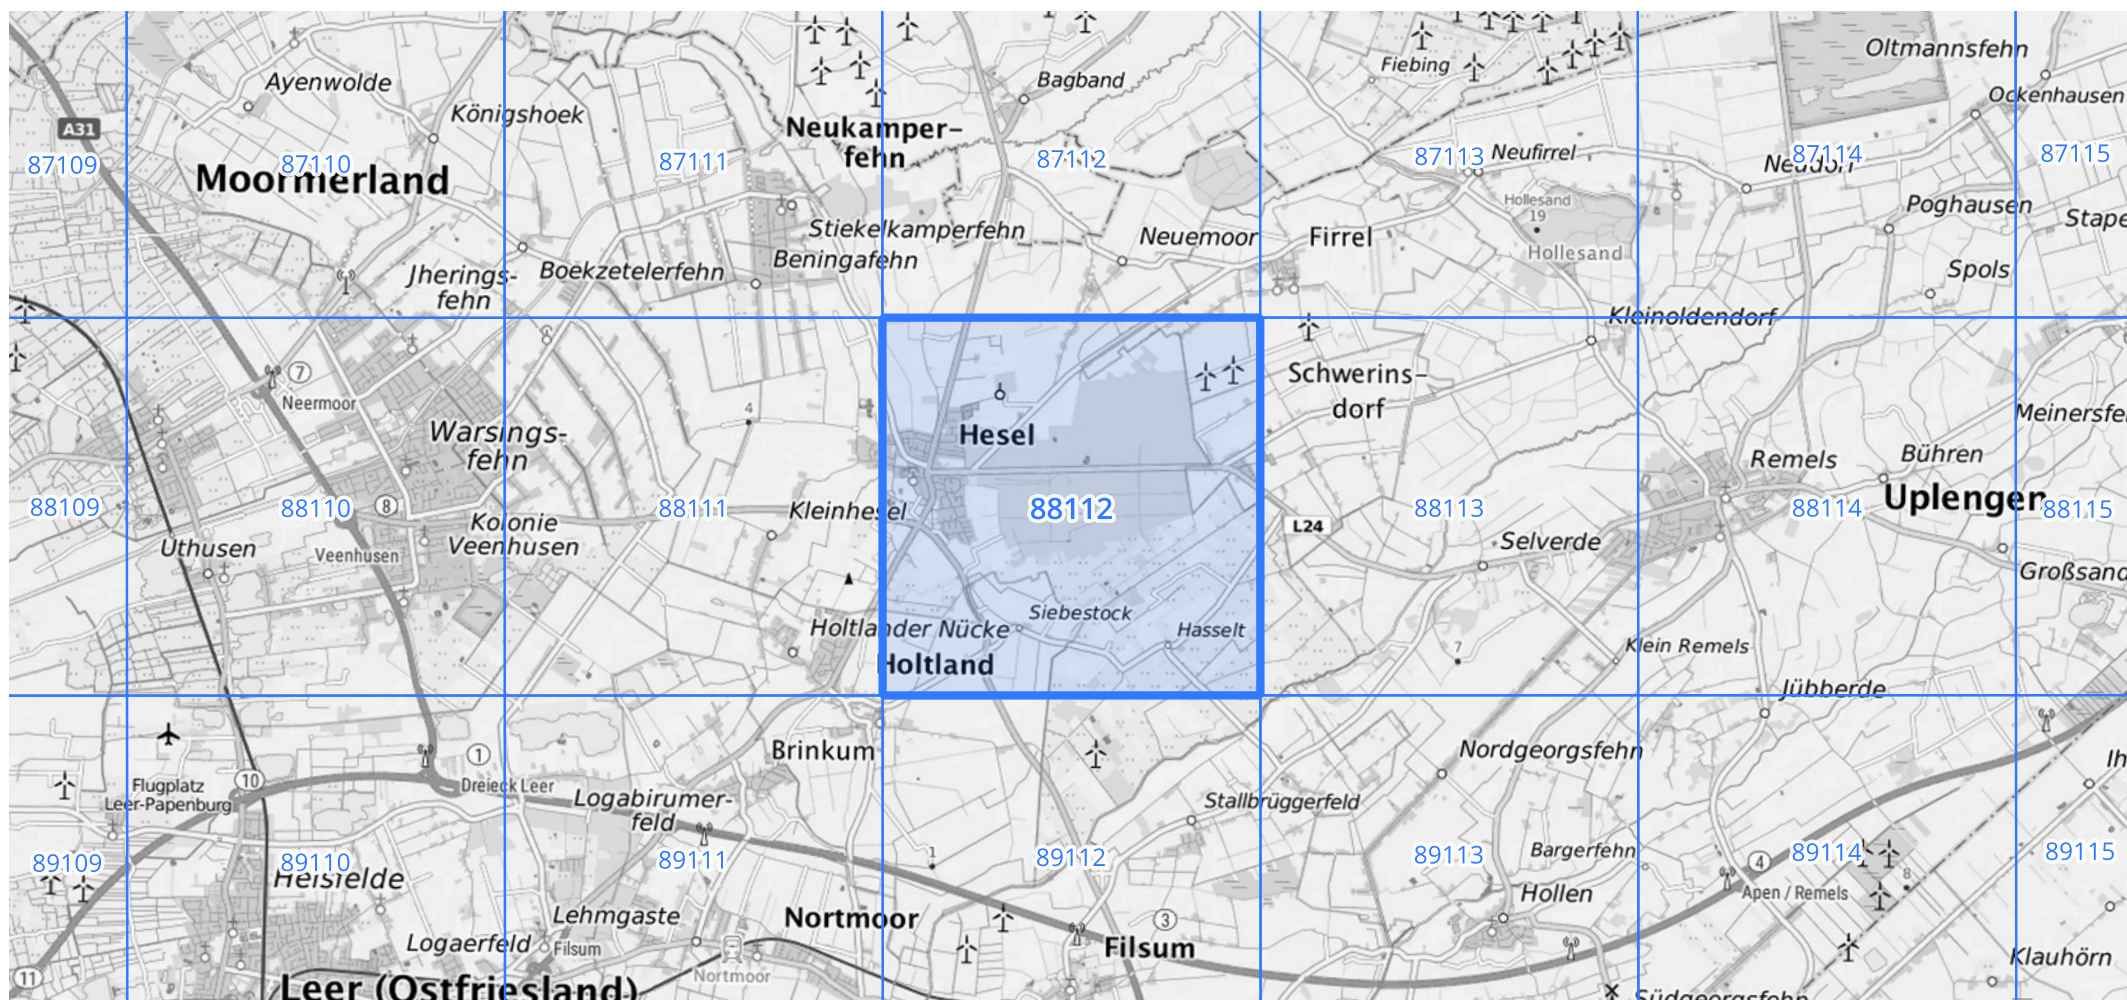 Oltmannsfehn
Fiebing
Ayenwolde
Bagband
Ockenhausen
Königshoek
A31
Neukamper-
fehn
87109
87110
87111
87112
87113
Neufirrel
87114
Neudorf
87115
Moormerland
Hollesand
19
Poghausen
Stape
Stiekelkamperfehn
Neuemoor
Firrel
Hollesand
Beningafehn
Jherings-
fehn
Boekzetelerfehn
Spols
Kleinoldendorf
7
Neermoor
Schwerins-
dorf
4
Meinersfe
Warsings-
fehn
Hesel
Remels
Bühren
88109
88110
8
88111
Kleinhesel
88112
88113
88114
Uplengen
88115
Kolonie
Veenhusen
L24
Uthusen
Veenhusen
Selverde
Großsand
Siebestock
Holtlander Nücke
Hasselt
7
Klein Remels
Holtland
Jübberde
1
Brinkum
Nordgeorgsfehn
Ih
10
Flugplatz
Leer-Papenburg
Dreieck Leer
Logabirumer-
feld
Stallbrüggerfeld
89109
89110
89111
1
89112
89113
Bargerfehn
89114
89115
Heisfelde
4
8
Apen / Remels
Hollen
Lehmgaste
Nortmoor
3
Logaerfeld
Filsum
Filsum
Klauhörn
11
Nortmoor
Leer (Ostfriesland)
Südgeorgsfehn